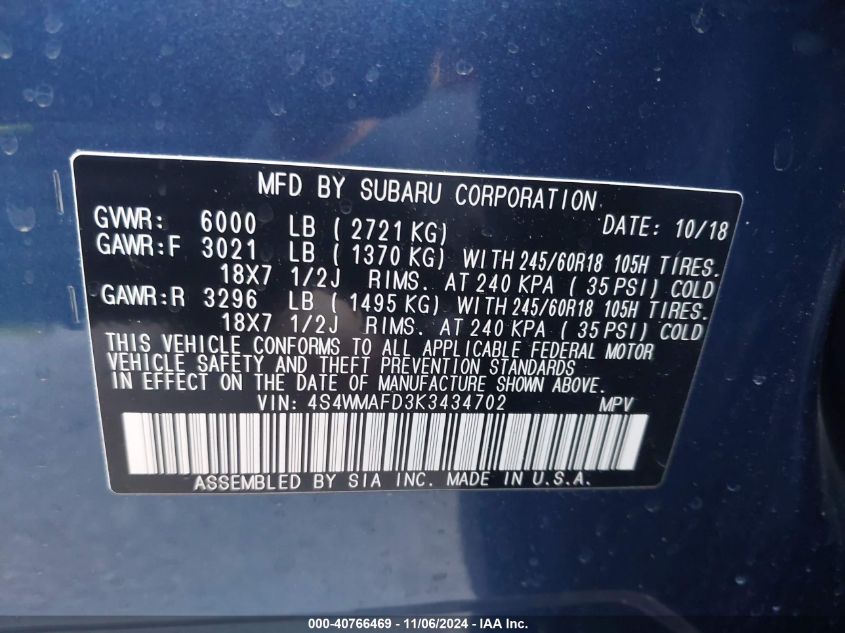 MFD BY SUBARU CORPORATION
GVWR: 6000 LB ( 2721 KG) DATE: 10/18
GAWR:F 3021 LB ( 1370 KG) WITH 245/60R18 105H TIRES.
18X7 1/2J RIMS. AT 240 KPA ( 35 PSI) COLD
GAWR:R 3296 LB ( 1495 KG) WITH 245/60R18 105H TIRES.
18X7 1/2J RIMS. AT 240 KPA ( 35 PSI) COLD
THIS VEHICLE CONFORMS TO ALL APPLICABLE FEDERAL MOTOR
VEHICLE SAFETY AND THEFT PREVENTION STANDARDS
IN EFFECT ON THE DATE OF MANUFACTURE SHOWN ABOVE.
VIN: 4S4WMAFD3K3434702 MPV
ASSEMBLED BY SIA INC. MADE IN U.S.A.
000-40766469 - 11/06/2024 - IAA Inc.